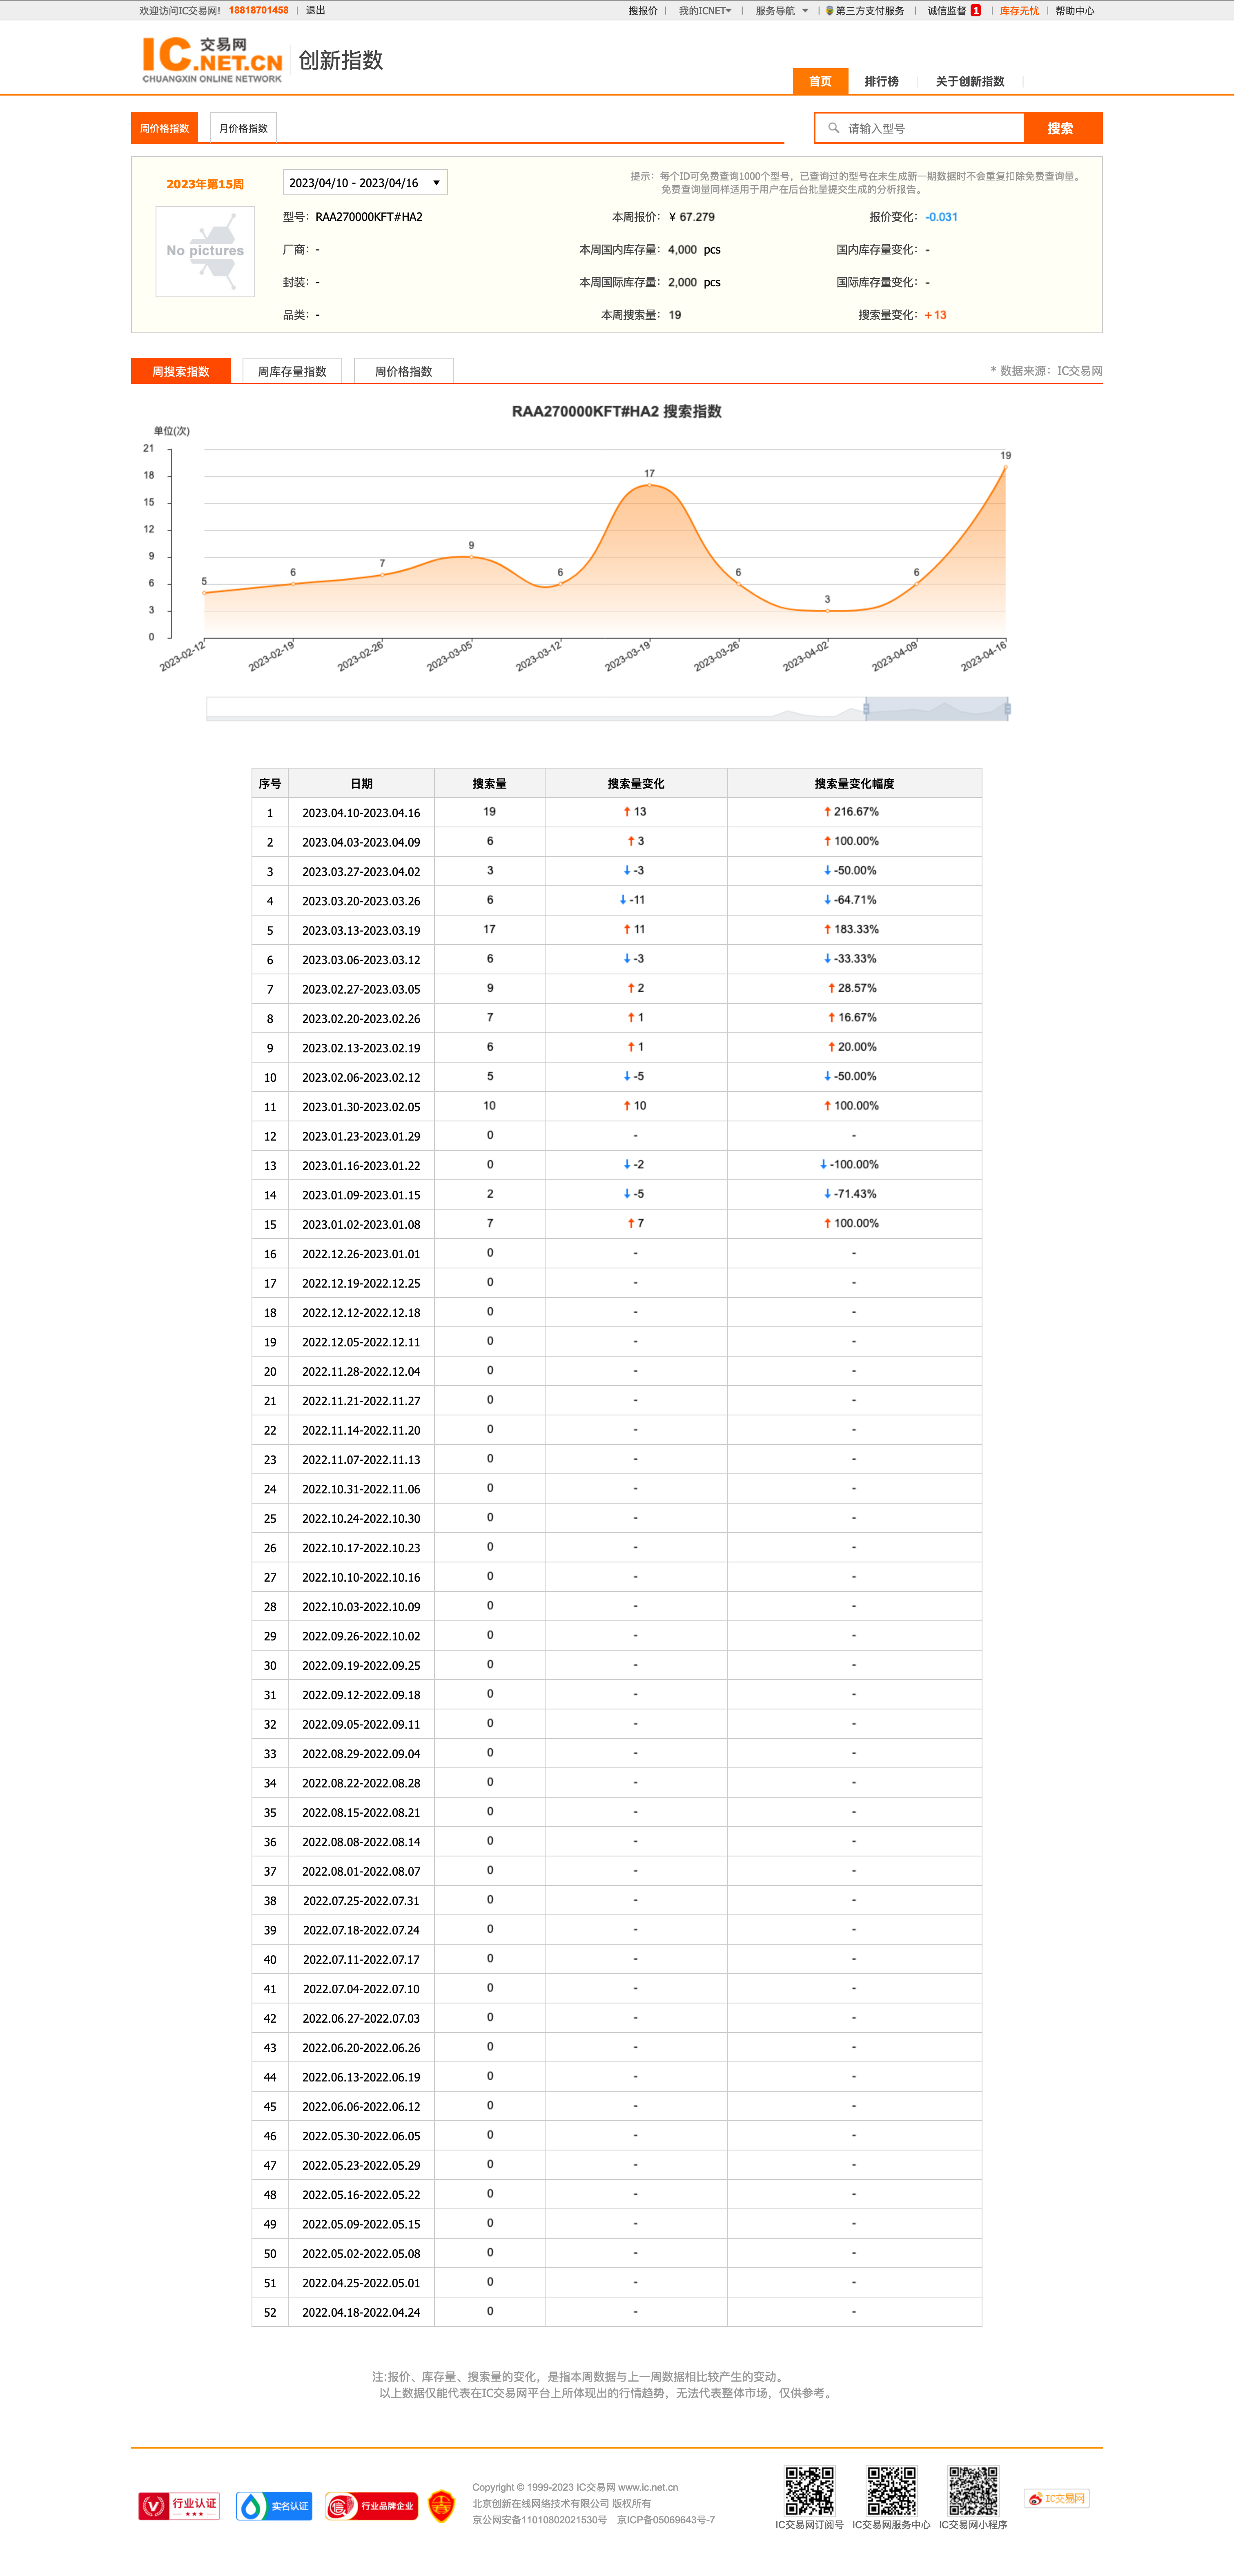 欢迎访问IC交易网! 18818701458 | 退出 搜报价 | 我的ICNET | 服务导航 | 第三方支付服务 | 诚信监督 1 | 库存无忧 | 帮助中心
IC 交易网 .NET.CN
CHUANGXIN ONLINE NETWORK
创新指数
首页 排行榜 关于创新指数
周价格指数 月价格指数 请输入型号 搜索
2023年第15周 2023/04/10 - 2023/04/16
提示：每个ID可免费查询1000个型号，已查询过的型号在未生成新一期数据时不会重复扣除免费查询量。
免费查询量同样适用于用户在后台批量提交生成的分析报告。
No pictures
型号：RAA270000KFT#HA2 本周报价：¥ 67.279 报价变化：-0.031
厂商：- 本周国内库存量：4,000 pcs 国内库存量变化：-
封装：- 本周国际库存量：2,000 pcs 国际库存量变化：-
品类：- 本周搜索量：19 搜索量变化：+13
周搜索指数 周库存量指数 周价格指数 * 数据来源：IC交易网
RAA270000KFT#HA2 搜索指数
单位(次)
21
18
15
12
9
6
3
0
5 6 7 9 6 17 6 3 6 19
2023-02-12 2023-02-19 2023-02-26 2023-03-05 2023-03-12 2023-03-19 2023-03-26 2023-04-02 2023-04-09 2023-04-16
序号 日期 搜索量 搜索量变化 搜索量变化幅度
1 2023.04.10-2023.04.16 19 ↑13 ↑216.67%
2 2023.04.03-2023.04.09 6 ↑3 ↑100.00%
3 2023.03.27-2023.04.02 3 ↓-3 ↓-50.00%
4 2023.03.20-2023.03.26 6 ↓-11 ↓-64.71%
5 2023.03.13-2023.03.19 17 ↑11 ↑183.33%
6 2023.03.06-2023.03.12 6 ↓-3 ↓-33.33%
7 2023.02.27-2023.03.05 9 ↑2 ↑28.57%
8 2023.02.20-2023.02.26 7 ↑1 ↑16.67%
9 2023.02.13-2023.02.19 6 ↑1 ↑20.00%
10 2023.02.06-2023.02.12 5 ↓-5 ↓-50.00%
11 2023.01.30-2023.02.05 10 ↑10 ↑100.00%
12 2023.01.23-2023.01.29 0 - -
13 2023.01.16-2023.01.22 0 ↓-2 ↓-100.00%
14 2023.01.09-2023.01.15 2 ↓-5 ↓-71.43%
15 2023.01.02-2023.01.08 7 ↑7 ↑100.00%
16 2022.12.26-2023.01.01 0 - -
17 2022.12.19-2022.12.25 0 - -
18 2022.12.12-2022.12.18 0 - -
19 2022.12.05-2022.12.11 0 - -
20 2022.11.28-2022.12.04 0 - -
21 2022.11.21-2022.11.27 0 - -
22 2022.11.14-2022.11.20 0 - -
23 2022.11.07-2022.11.13 0 - -
24 2022.10.31-2022.11.06 0 - -
25 2022.10.24-2022.10.30 0 - -
26 2022.10.17-2022.10.23 0 - -
27 2022.10.10-2022.10.16 0 - -
28 2022.10.03-2022.10.09 0 - -
29 2022.09.26-2022.10.02 0 - -
30 2022.09.19-2022.09.25 0 - -
31 2022.09.12-2022.09.18 0 - -
32 2022.09.05-2022.09.11 0 - -
33 2022.08.29-2022.09.04 0 - -
34 2022.08.22-2022.08.28 0 - -
35 2022.08.15-2022.08.21 0 - -
36 2022.08.08-2022.08.14 0 - -
37 2022.08.01-2022.08.07 0 - -
38 2022.07.25-2022.07.31 0 - -
39 2022.07.18-2022.07.24 0 - -
40 2022.07.11-2022.07.17 0 - -
41 2022.07.04-2022.07.10 0 - -
42 2022.06.27-2022.07.03 0 - -
43 2022.06.20-2022.06.26 0 - -
44 2022.06.13-2022.06.19 0 - -
45 2022.06.06-2022.06.12 0 - -
46 2022.05.30-2022.06.05 0 - -
47 2022.05.23-2022.05.29 0 - -
48 2022.05.16-2022.05.22 0 - -
49 2022.05.09-2022.05.15 0 - -
50 2022.05.02-2022.05.08 0 - -
51 2022.04.25-2022.05.01 0 - -
52 2022.04.18-2022.04.24 0 - -
注:报价、库存量、搜索量的变化，是指本周数据与上一周数据相比较产生的变动。
以上数据仅能代表在IC交易网平台上所体现出的行情趋势，无法代表整体市场，仅供参考。
行业认证 实名认证 信 行业品牌企业
Copyright © 1999-2023 IC交易网 www.ic.net.cn
北京创新在线网络技术有限公司 版权所有
京公网安备11010802021530号 京ICP备05069643号-7
IC交易网订阅号 IC交易网服务中心 IC交易网小程序
IC交易网